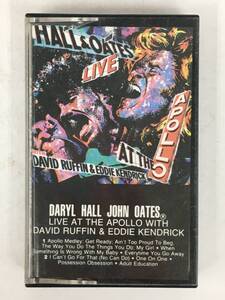 HALL & OATES
LIVE
AT THE
APOLLO
DAVID RUFFIN & EDDIE KENDRICK
DARYL HALL JOHN OATES®
LIVE AT THE APOLLO WITH
DAVID RUFFIN & EDDIE KENDRICK
1 Apollo Medley: Get Ready; Ain't Too Proud To Beg;
The Way You Do The Things You Do; My Girl • When
Something Is Wrong With My Baby • Everytime You Go Away
2 I Can't Go For That (No Can Do) • One On One •
Possession Obsession • Adult Education